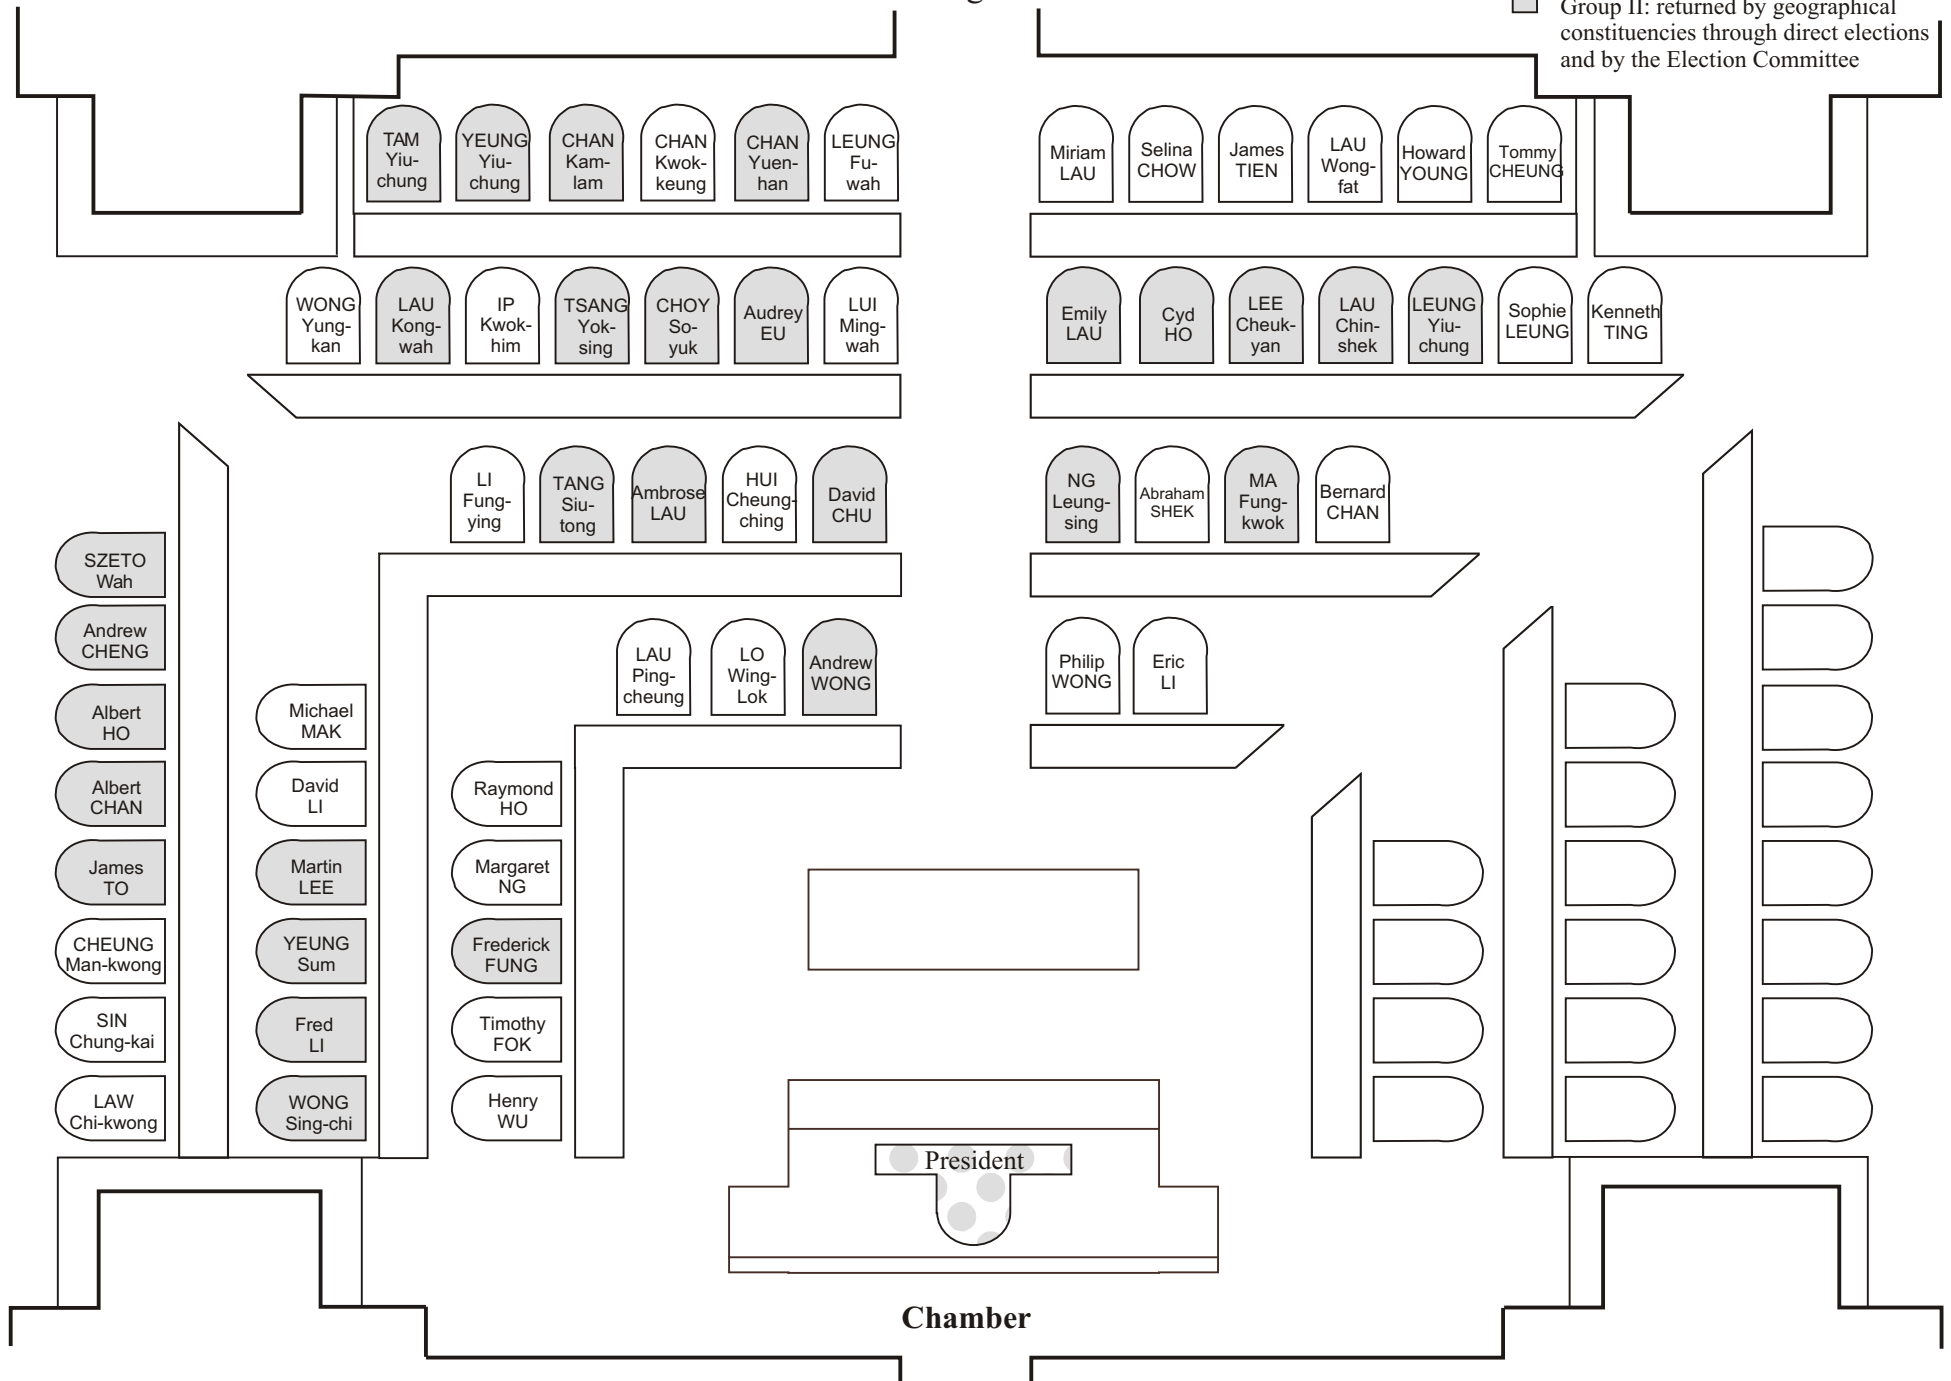 Group II: returned by geographical
constituencies through direct elections
and by the Election Committee
TAM
Yiu-
chung
YEUNG
Yiu-
chung
CHAN
Kam-
lam
CHAN
Kwok-
keung
CHAN
Yuen-
han
LEUNG
Fu-
wah
Miriam
LAU
Selina
CHOW
James
TIEN
LAU
Wong-
fat
Howard
YOUNG
Tommy
CHEUNG
WONG
Yung-
kan
LAU
Kong-
wah
IP
Kwok-
him
TSANG
Yok-
sing
CHOY
So-
yuk
Audrey
EU
LUI
Ming-
wah
Emily
LAU
Cyd
HO
LEE
Cheuk-
yan
LAU
Chin-
shek
LEUNG
Yiu-
chung
Sophie
LEUNG
Kenneth
TING
LI
Fung-
ying
TANG
Siu-
tong
Ambrose
LAU
HUI
Cheung-
ching
David
CHU
NG
Leung-
sing
Abraham
SHEK
MA
Fung-
kwok
Bernard
CHAN
SZETO
Wah
Andrew
CHENG
Albert
HO
Albert
CHAN
James
TO
CHEUNG
Man-kwong
SIN
Chung-kai
LAW
Chi-kwong
Michael
MAK
David
LI
Martin
LEE
YEUNG
Sum
Fred
LI
WONG
Sing-chi
LAU
Ping-
cheung
LO
Wing-
Lok
Andrew
WONG
Philip
WONG
Eric
LI
Raymond
HO
Margaret
NG
Frederick
FUNG
Timothy
FOK
Henry
WU
President
Chamber